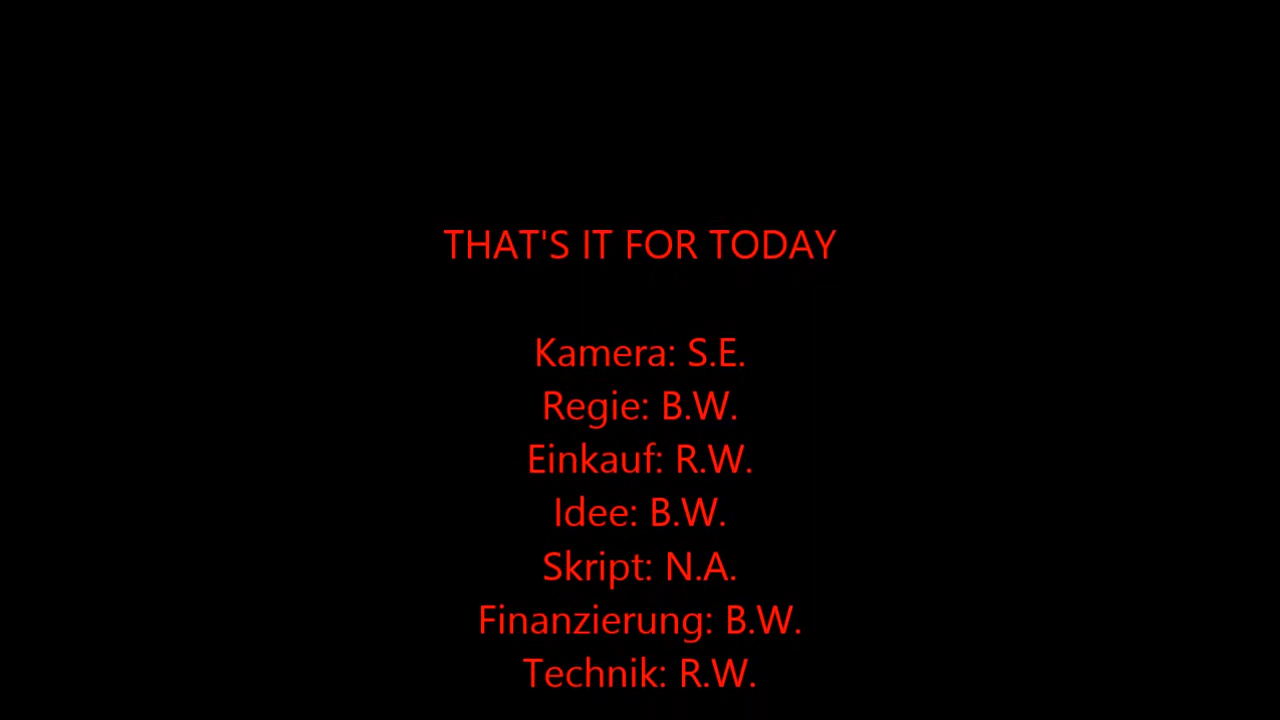 THAT'S IT FOR TODAY
Kamera: S.E.
Regie: B.W.
Einkauf: R.W.
Idee: B.W.
Skript: N.A.
Finanzierung: B.W.
Technik: R.W.